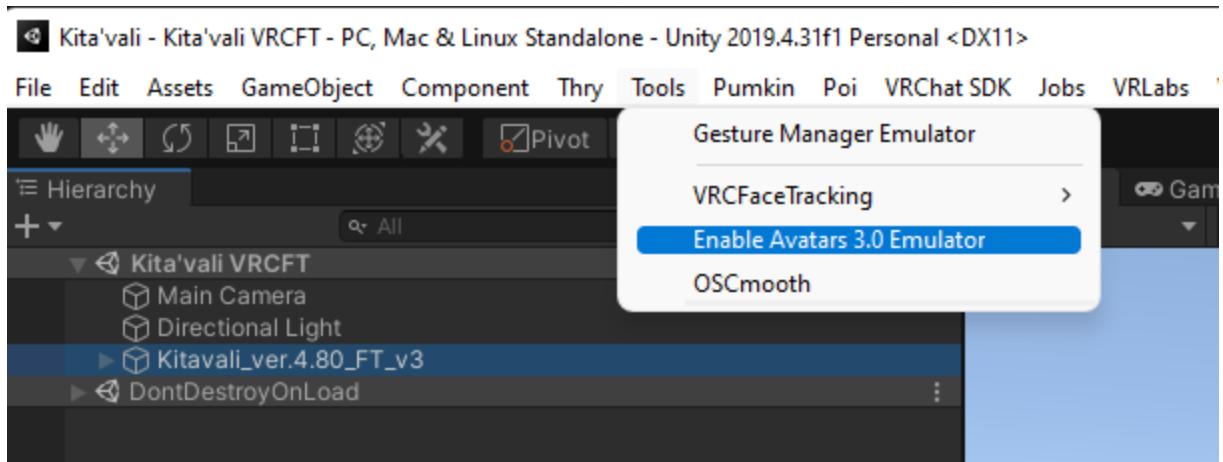 Kita'vali - Kita'vali VRCFT - PC, Mac & Linux Standalone - Unity 2019.4.31f1 Personal <DX11>
File Edit Assets GameObject Component Thry Tools Pumkin Poi VRChat SDK Jobs VRLabs
Pivot
Gesture Manager Emulator
VRCFaceTracking
Enable Avatars 3.0 Emulator
OSCmooth
Hierarchy
Gam
All
Kita'vali VRCFT
Main Camera
Directional Light
Kitavali_ver.4.80_FT_v3
DontDestroyOnLoad